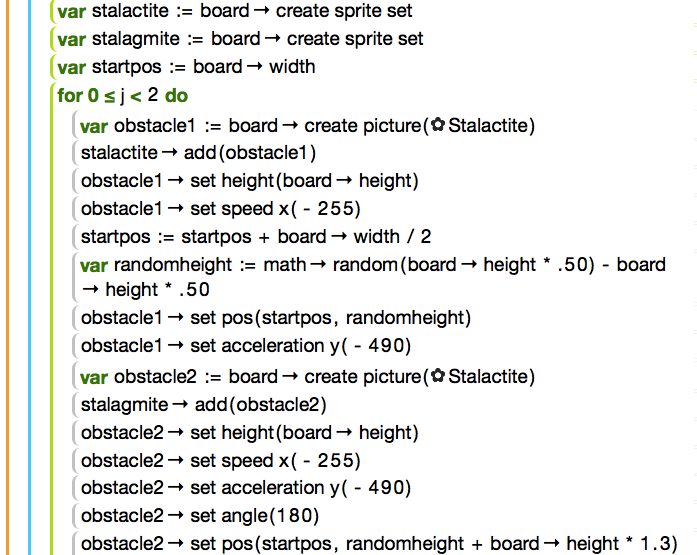 var stalactite := board → create sprite set
var stalagmite := board → create sprite set
var startpos := board → width
for 0 ≤ j < 2 do
var obstacle1 := board → create picture(✿ Stalactite)
stalactite → add(obstacle1)
obstacle1 → set height(board → height)
obstacle1 → set speed x( - 255)
startpos := startpos + board → width / 2
var randomheight := math → random(board → height * .50) - board
→ height * .50
obstacle1 → set pos(startpos, randomheight)
obstacle1 → set acceleration y( - 490)
var obstacle2 := board → create picture(✿ Stalactite)
stalagmite → add(obstacle2)
obstacle2 → set height(board → height)
obstacle2 → set speed x( - 255)
obstacle2 → set acceleration y( - 490)
obstacle2 → set angle(180)
obstacle2 → set pos(startpos, randomheight + board → height * 1.3)